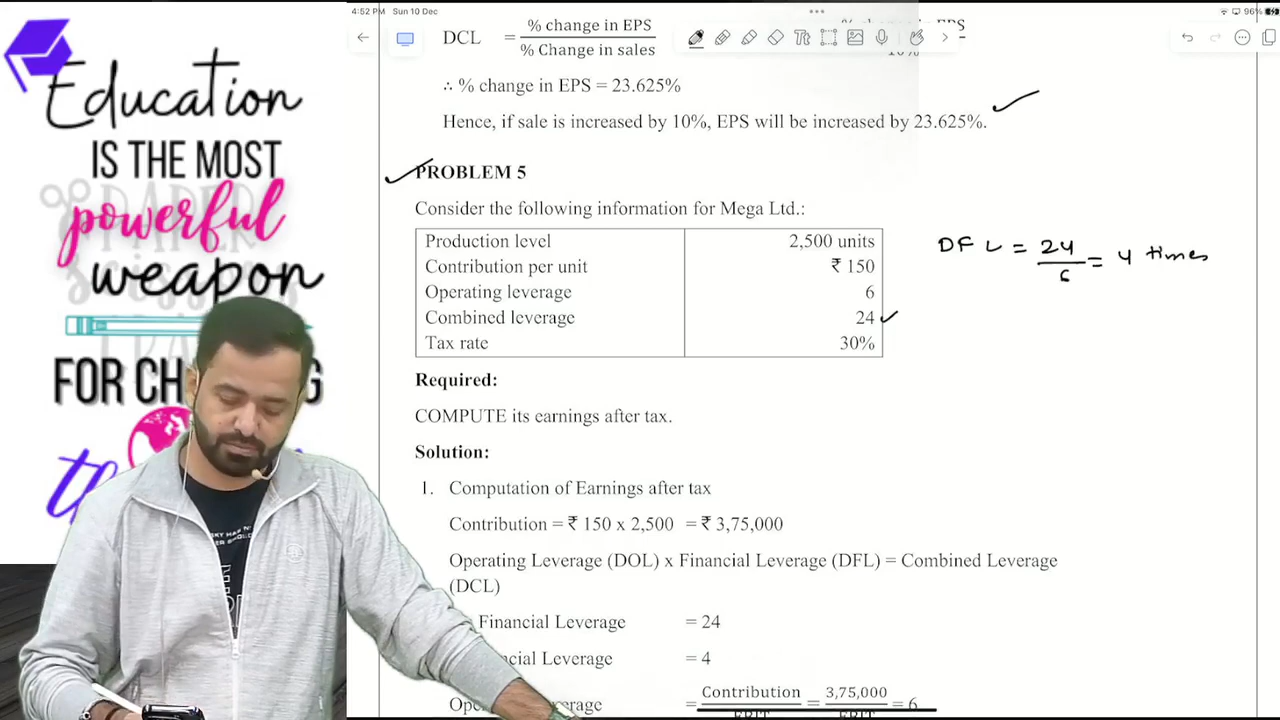 4:52 PM Sun 10 Dec
96%
Education
IS THE MOST
powerful
weapon
FOR
DCL = % change in EPS / % Change in sales
∴ % change in EPS = 23.625%
Hence, if sale is increased by 10%, EPS will be increased by 23.625%.
PROBLEM 5
Consider the following information for Mega Ltd.:
Production level 2,500 units
Contribution per unit ₹ 150
Operating leverage 6
Combined leverage 24
Tax rate 30%
DFL = 24 / 6 = 4 times
Required:
COMPUTE its earnings after tax.
Solution:
1. Computation of Earnings after tax
Contribution = ₹ 150 x 2,500 = ₹ 3,75,000
Operating Leverage (DOL) x Financial Leverage (DFL) = Combined Leverage
(DCL)
Financial Leverage = 24
Leverage = 4
= Contribution / EBIT = 3,75,000 / EBIT = 6